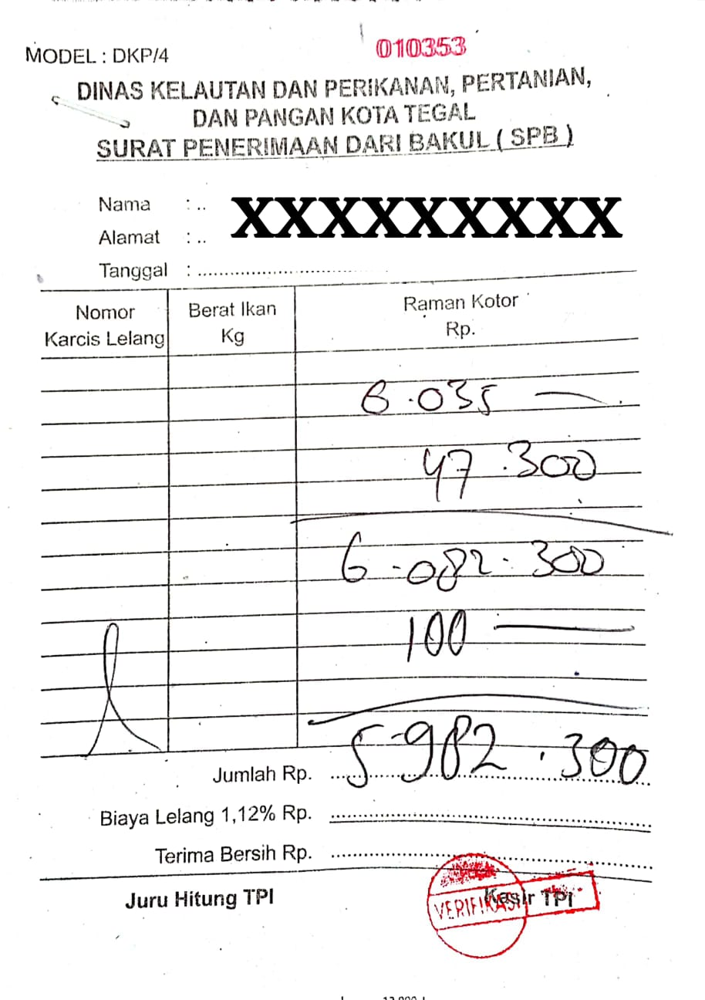 010353
MODEL : DKP/4
DINAS KELAUTAN DAN PERIKANAN, PERTANIAN,
DAN PANGAN KOTA TEGAL
SURAT PENERIMAAN DARI BAKUL ( SPB )
Nama : ..
XXXXXXXXX
Alamat : ..
Tanggal : ..............................
Nomor Karcis Lelang
Berat Ikan Kg
Raman Kotor Rp.
6.035 —
47.300
6.082.300
100 —
5.982.300
Jumlah Rp.
Biaya Lelang 1,12% Rp. ..............................
Terima Bersih Rp. ..............................
Juru Hitung TPI
Kasir TPI
VERIFIKASI